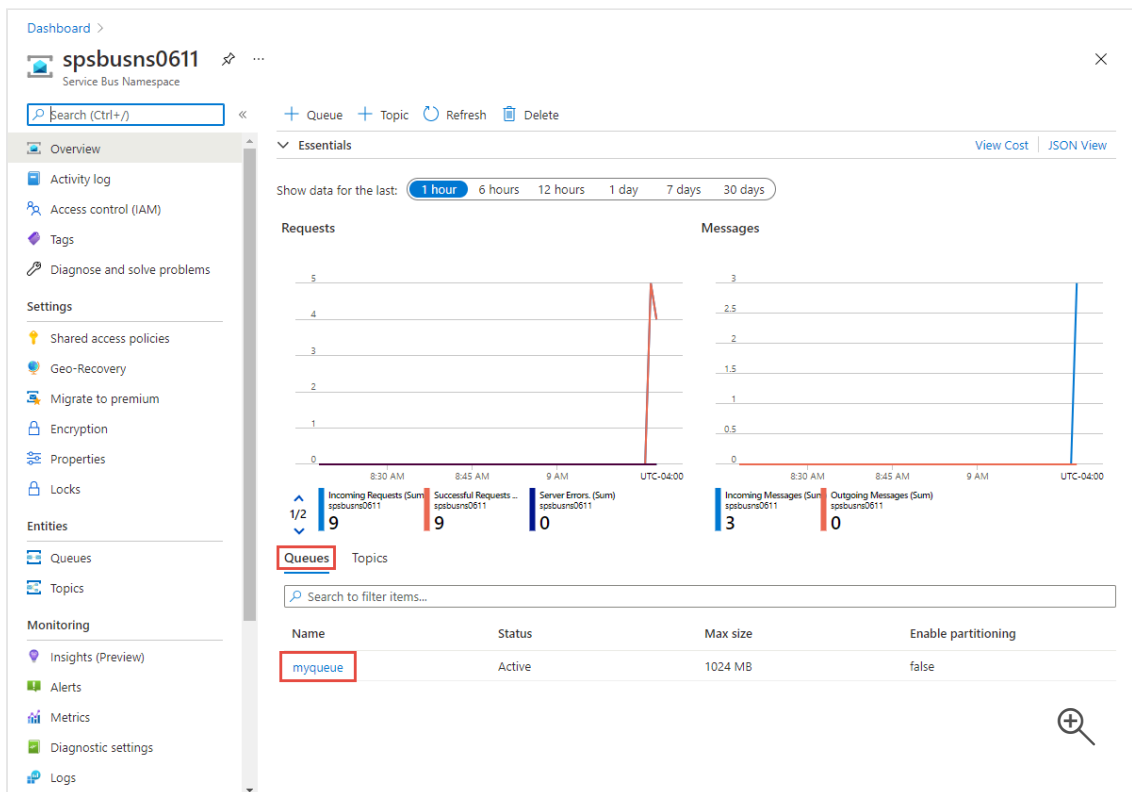 Dashboard >
spsbusns0611 ...
Service Bus Namespace
Search (Ctrl+/)
«
Overview
Activity log
Access control (IAM)
Tags
Diagnose and solve problems
Settings
Shared access policies
Geo-Recovery
Migrate to premium
Encryption
Properties
Locks
Entities
Queues
Topics
Monitoring
Insights (Preview)
Alerts
Metrics
Diagnostic settings
Logs
+ Queue + Topic Refresh Delete
Essentials View Cost JSON View
Show data for the last: 1 hour 6 hours 12 hours 1 day 7 days 30 days
Requests
5
4
3
2
1
0
8:30 AM 8:45 AM 9 AM UTC-04:00
1/2
Incoming Requests (Sum)
spsbusns0611
9
Successful Requests ...
spsbusns0611
9
Server Errors. (Sum)
spsbusns0611
0
Messages
3
2.5
2
1.5
1
0.5
0
8:30 AM 8:45 AM 9 AM UTC-04:00
Incoming Messages (Sum
spsbusns0611
3
Outgoing Messages (Sum)
spsbusns0611
0
Queues Topics
Search to filter items...
Name Status Max size Enable partitioning
myqueue Active 1024 MB false